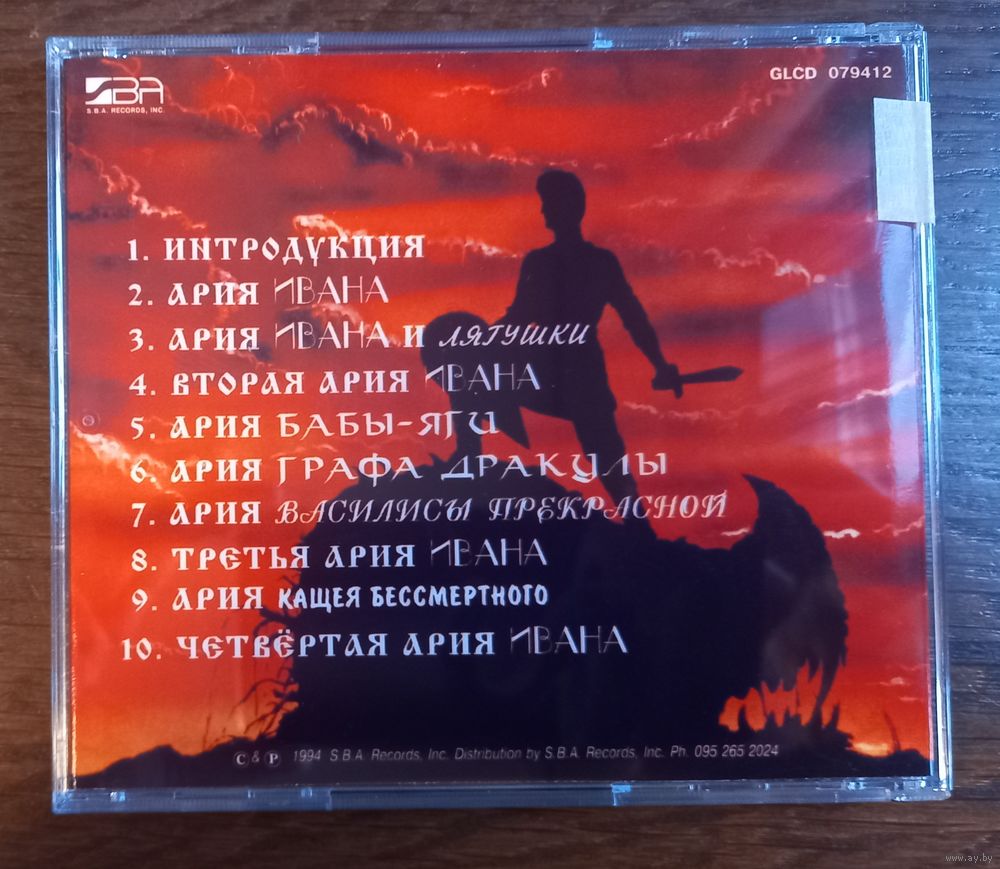 SBA
S.B.A. RECORDS, INC.
GLCD 079412
1. ИНТРОДУКЦИЯ
2. АРИЯ ИВАНА
3. АРИЯ ИВАНА И ЛЯГУШКИ
4. ВТОРАЯ АРИЯ ИВАНА
5. АРИЯ БАБЫ-ЯГИ
6. АРИЯ ГРАФА ДРАКУЛЫ
7. АРИЯ ВАСИЛИСЫ ПРЕКРАСНОЙ
8. ТРЕТЬЯ АРИЯ ИВАНА
9. АРИЯ КАЩЕЯ БЕССМЕРТНОГО
10. ЧЕТВЁРТАЯ АРИЯ ИВАНА
C & P 1994 S.B.A. Records, Inc. Distribution by S.B.A. Records, Inc. Ph. 095 265 2024
www.ay.by